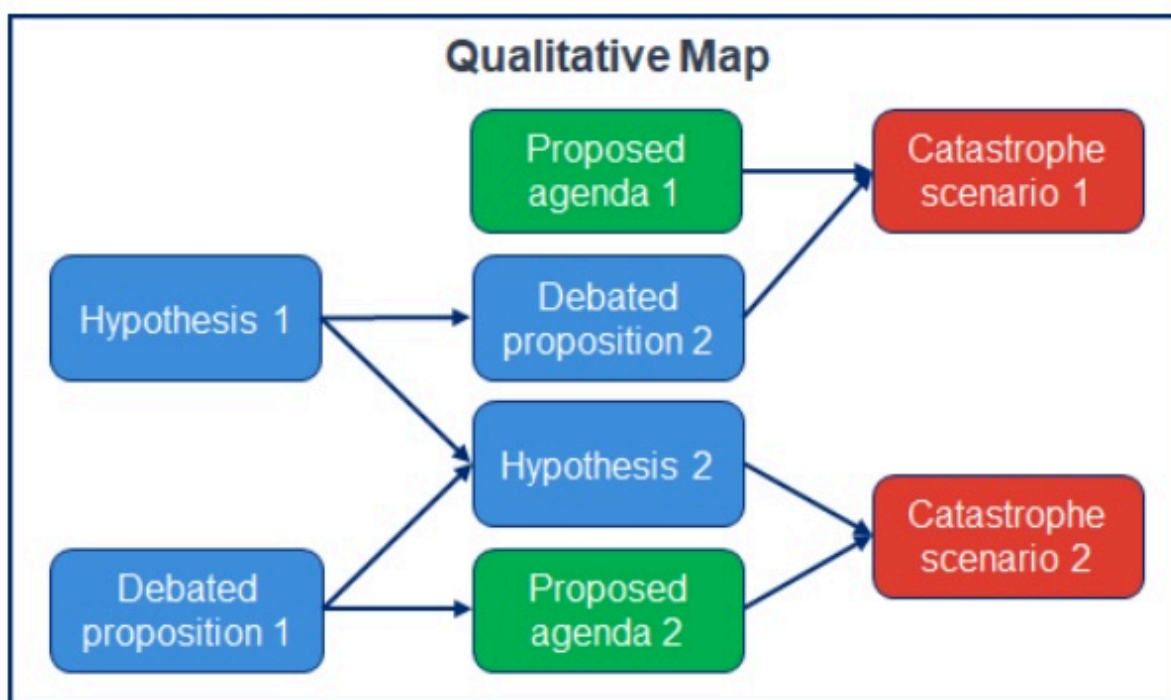 Qualitative Map
Proposed
agenda 1
Catastrophe
scenario 1
Hypothesis 1
Debated
proposition 2
Hypothesis 2
Catastrophe
scenario 2
Debated
proposition 1
Proposed
agenda 2